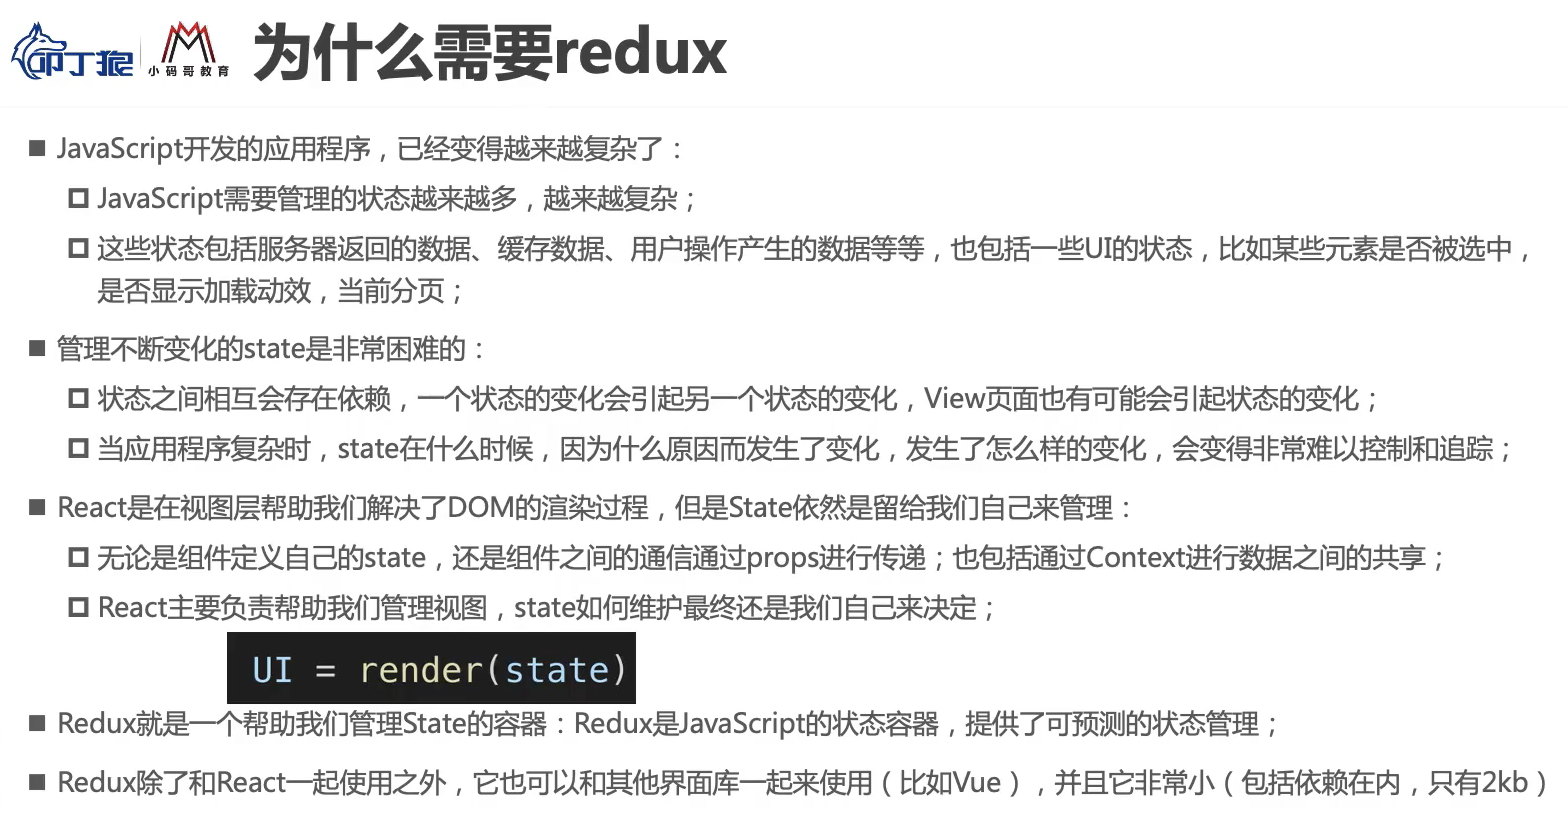 叩丁狼
小码哥教育
为什么需要redux
JavaScript开发的应用程序，已经变得越来越复杂了：
JavaScript需要管理的状态越来越多，越来越复杂；
这些状态包括服务器返回的数据、缓存数据、用户操作产生的数据等等，也包括一些UI的状态，比如某些元素是否被选中，
是否显示加载动效，当前分页；
管理不断变化的state是非常困难的：
状态之间相互会存在依赖，一个状态的变化会引起另一个状态的变化，View页面也有可能会引起状态的变化；
当应用程序复杂时，state在什么时候，因为什么原因而发生了变化，发生了怎么样的变化，会变得非常难以控制和追踪；
React是在视图层帮助我们解决了DOM的渲染过程，但是State依然是留给我们自己来管理：
无论是组件定义自己的state，还是组件之间的通信通过props进行传递；也包括通过Context进行数据之间的共享；
React主要负责帮助我们管理视图，state如何维护最终还是我们自己来决定；
UI = render(state)
Redux就是一个帮助我们管理State的容器：Redux是JavaScript的状态容器，提供了可预测的状态管理；
Redux除了和React一起使用之外，它也可以和其他界面库一起来使用（比如Vue），并且它非常小（包括依赖在内，只有2kb）